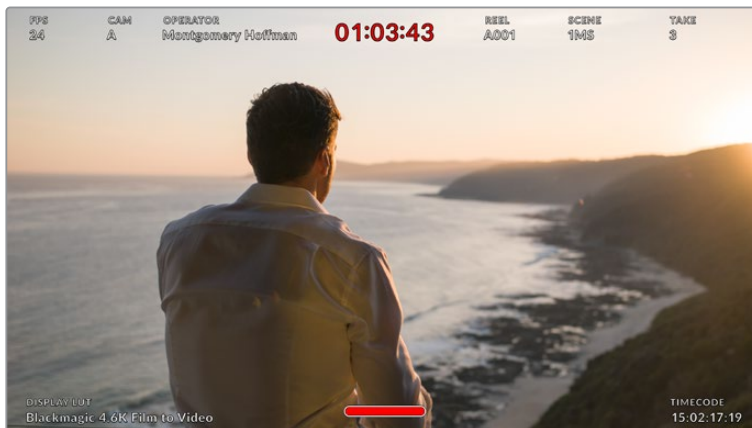 FPS CAM OPERATOR REEL SCENE TAKE
24 A Montgomery Hoffman 01:03:43 A001 1MS 3
DISPLAY LUT TIMECODE
Blackmagic 4.6K Film to Video 15:02:17:19